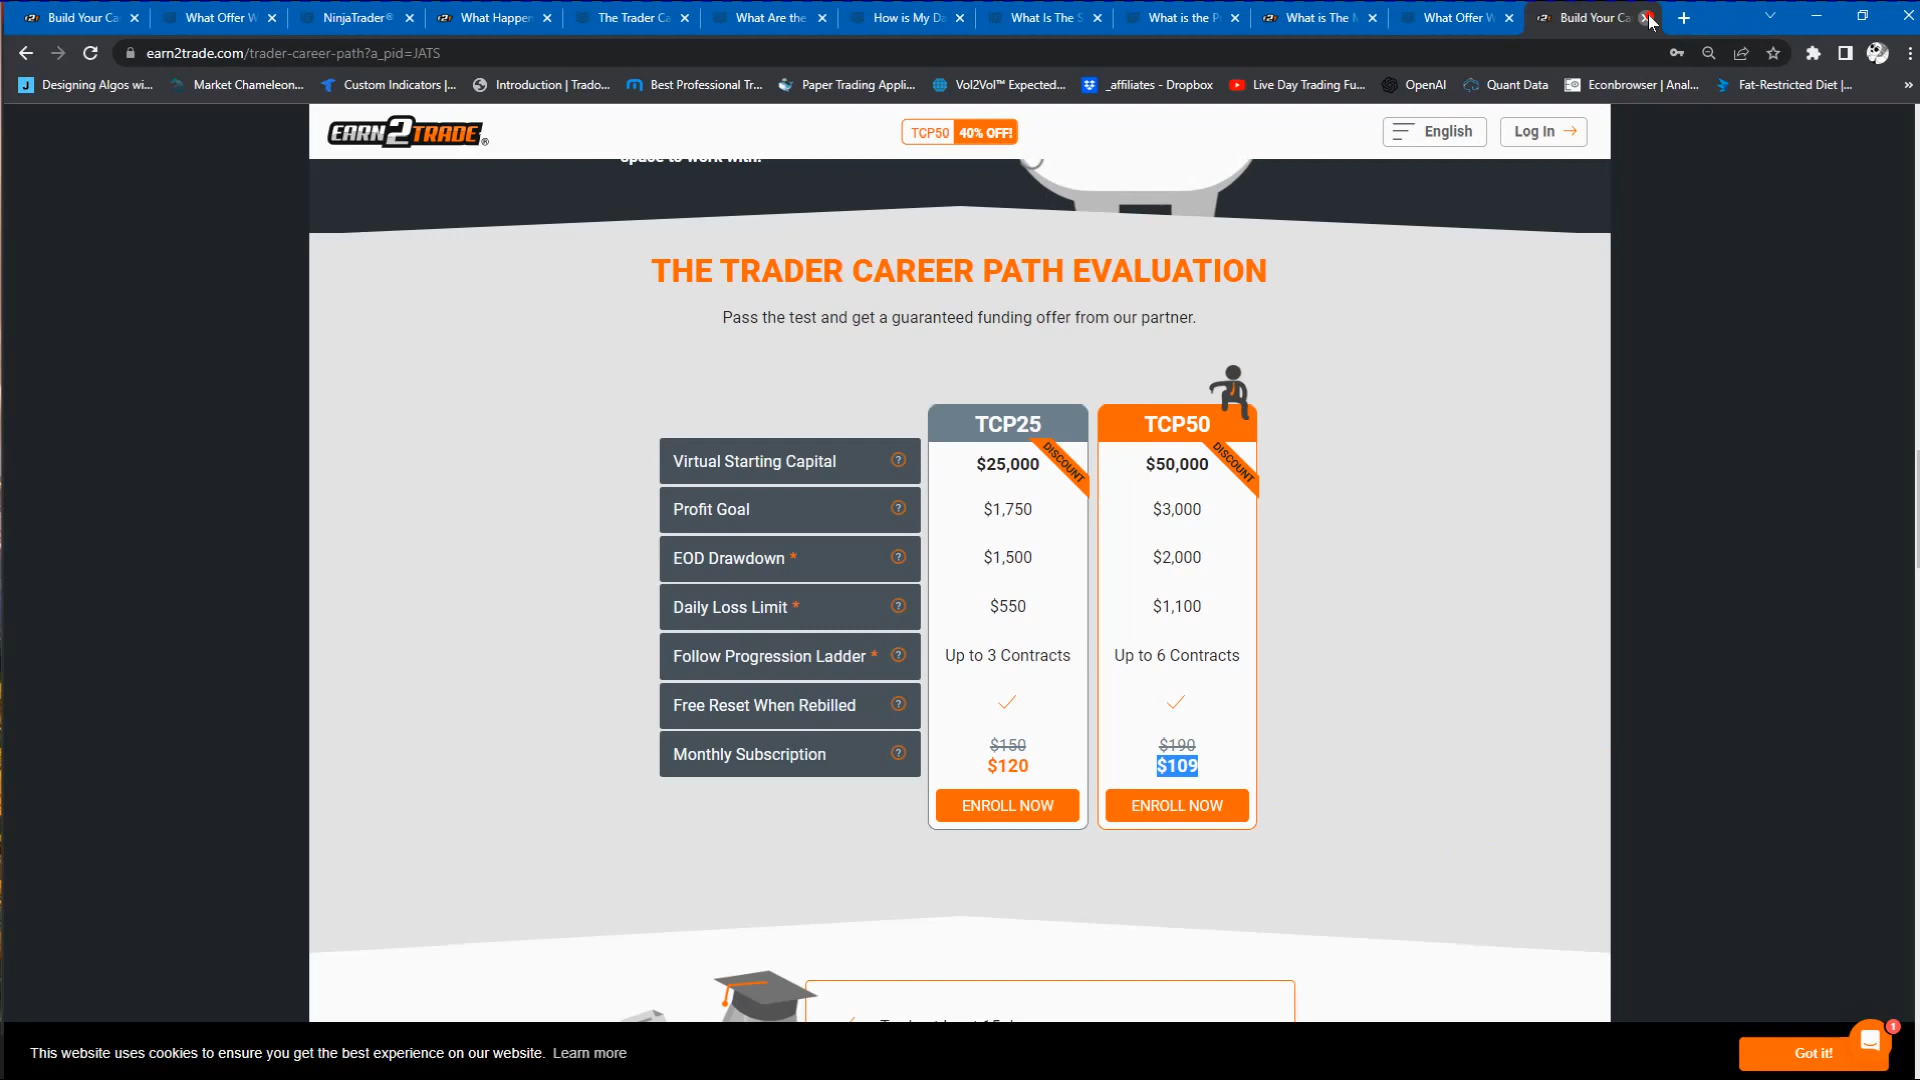 Build Your Ca
What Offer W
NinjaTrader®
What Happen
The Trader Ca
What Are the
How is My Da
What Is The S
What is the P
What is The M
What Offer W
Build Your Ca
earn2trade.com/trader-career-path?a_pid=JATS
Designing Algos wi...
Market Chameleon...
Custom Indicators |...
Introduction | Trado...
Best Professional Tr...
Paper Trading Appli...
Vol2Vol™ Expected...
_affiliates - Dropbox
Live Day Trading Fu...
OpenAI
Quant Data
Econbrowser | Anal...
Fat-Restricted Diet |...
»
EARN2TRADE®
TCP50 40% OFF!
English
Log In
space to work with.
THE TRADER CAREER PATH EVALUATION
Pass the test and get a guaranteed funding offer from our partner.
TCP25 TCP50
DISCOUNT DISCOUNT
Virtual Starting Capital ? $25,000 $50,000
Profit Goal ? $1,750 $3,000
EOD Drawdown * ? $1,500 $2,000
Daily Loss Limit * ? $550 $1,100
Follow Progression Ladder * ? Up to 3 Contracts Up to 6 Contracts
Free Reset When Rebilled ?
$150 $190
Monthly Subscription ? $120 $109
ENROLL NOW ENROLL NOW
This website uses cookies to ensure you get the best experience on our website. Learn more
Got it!
1